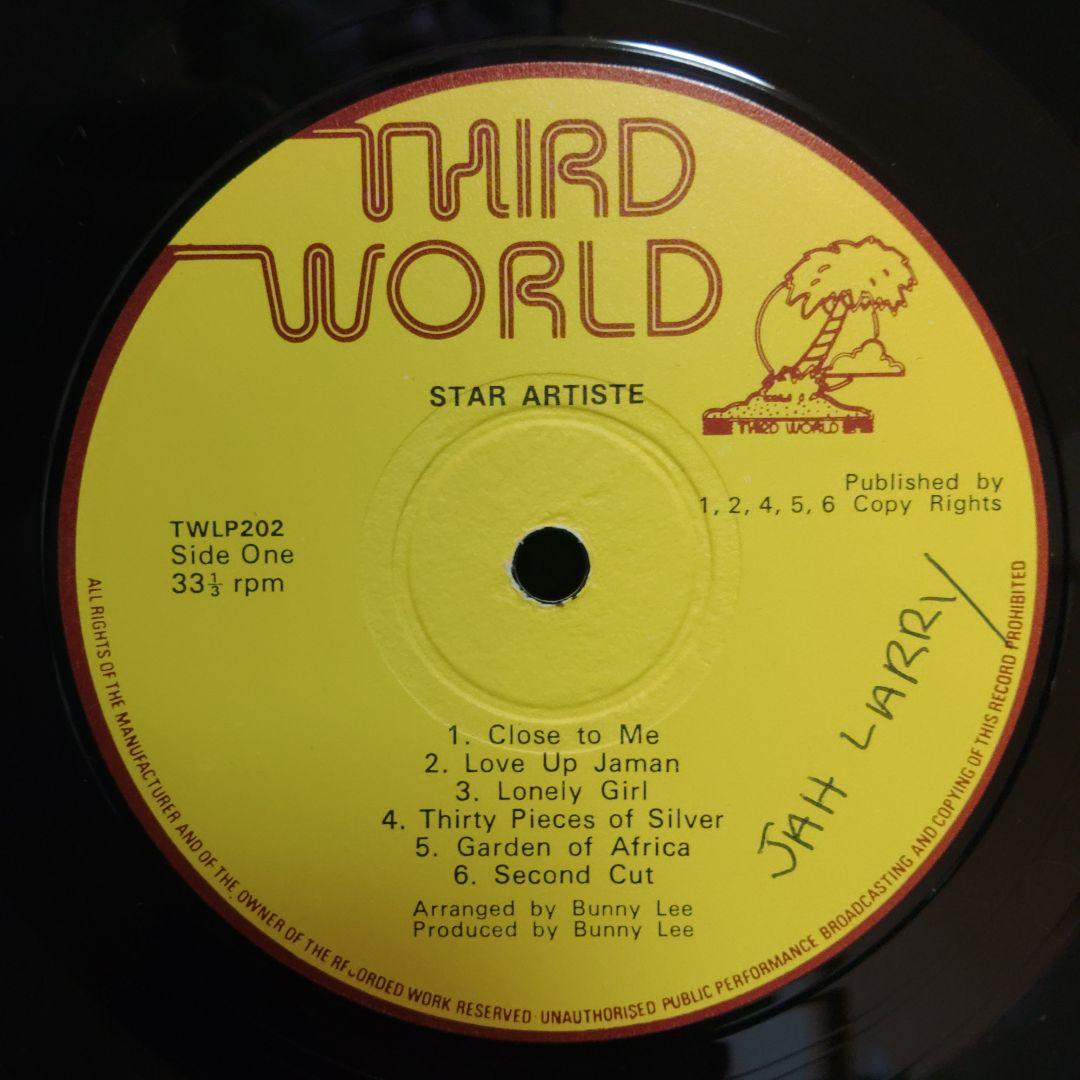 THIRD
WORLD
THIRD WORLD
STAR ARTISTE
Published by
1, 2, 4, 5, 6 Copy Rights
TWLP202
Side One
33⅓ rpm
JAH LARRY
1. Close to Me
2. Love Up Jaman
3. Lonely Girl
4. Thirty Pieces of Silver
5. Garden of Africa
6. Second Cut
Arranged by Bunny Lee
Produced by Bunny Lee
ALL RIGHTS OF THE MANUFACTURER AND OF THE OWNER OF THE RECORDED WORK RESERVED · UNAUTHORISED PUBLIC PERFORMANCE BROADCASTING AND COPYING OF THIS RECORD PROHIBITED